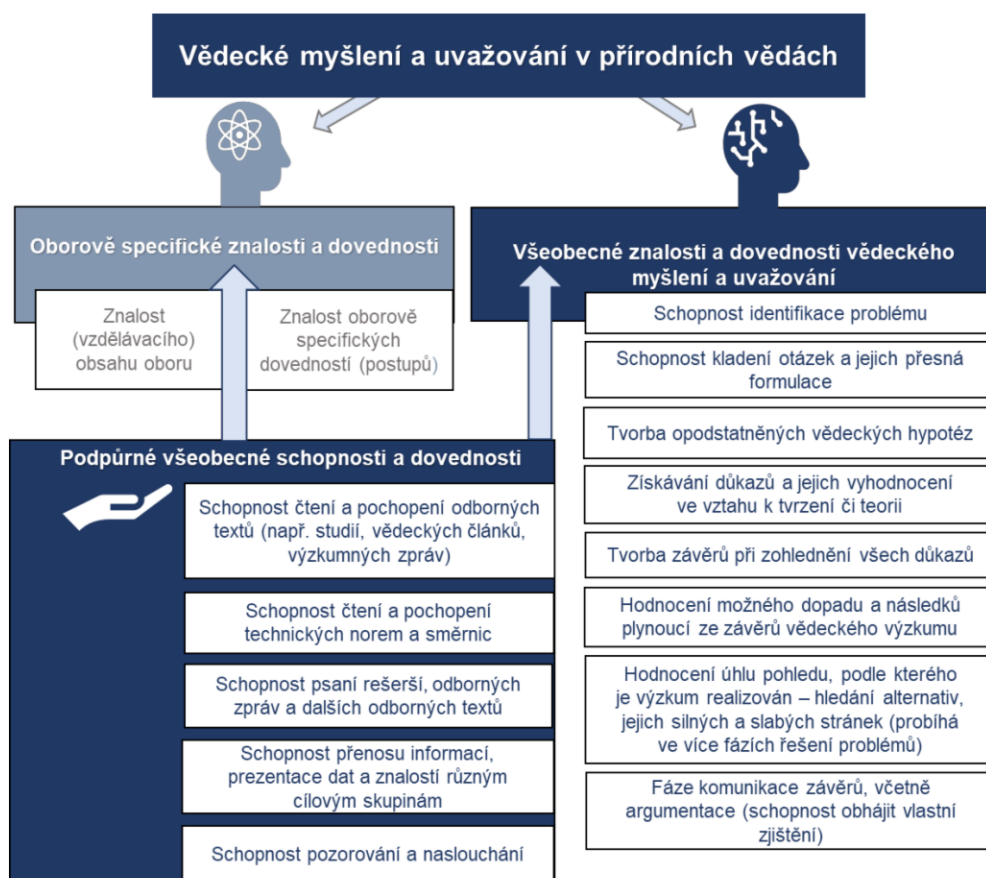 Vědecké myšlení a uvažování v přírodních vědách
Oborově specifické znalosti a dovednosti
Znalost
(vzdělávacího)
obsahu oboru
Znalost oborově
specifických
dovedností (postupů)
Podpůrné všeobecné schopnosti a dovednosti
Schopnost čtení a pochopení odborných
textů (např. studií, vědeckých článků,
výzkumných zpráv)
Schopnost čtení a pochopení
technických norem a směrnic
Schopnost psaní rešerší, odborných
zpráv a dalších odborných textů
Schopnost přenosu informací,
prezentace dat a znalostí různým
cílovým skupinám
Schopnost pozorování a naslouchání
Všeobecné znalosti a dovednosti vědeckého
myšlení a uvažování
Schopnost identifikace problému
Schopnost kladení otázek a jejich přesná
formulace
Tvorba opodstatněných vědeckých hypotéz
Získávání důkazů a jejich vyhodnocení
ve vztahu k tvrzení či teorii
Tvorba závěrů při zohlednění všech důkazů
Hodnocení možného dopadu a následků
plynoucí ze závěrů vědeckého výzkumu
Hodnocení úhlu pohledu, podle kterého
je výzkum realizován – hledání alternativ,
jejich silných a slabých stránek (probíhá
ve více fázích řešení problémů)
Fáze komunikace závěrů, včetně
argumentace (schopnost obhájit vlastní
zjištění)